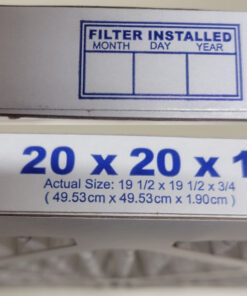 FILTER INSTALLED
MONTH DAY YEAR
20 x 20 x 1
Actual Size: 19 1/2 x 19 1/2 x 3/4
( 49.53cm x 49.53cm x 1.90cm )